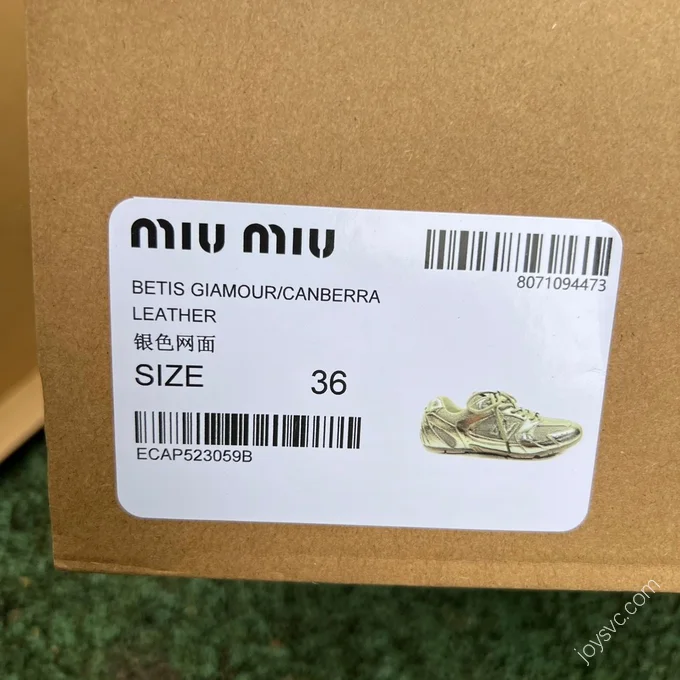 miu miu
8071094473
BETIS GIAMOUR/CANBERRA
LEATHER
银色网面
SIZE 36
ECAP523059B
joysvc.com